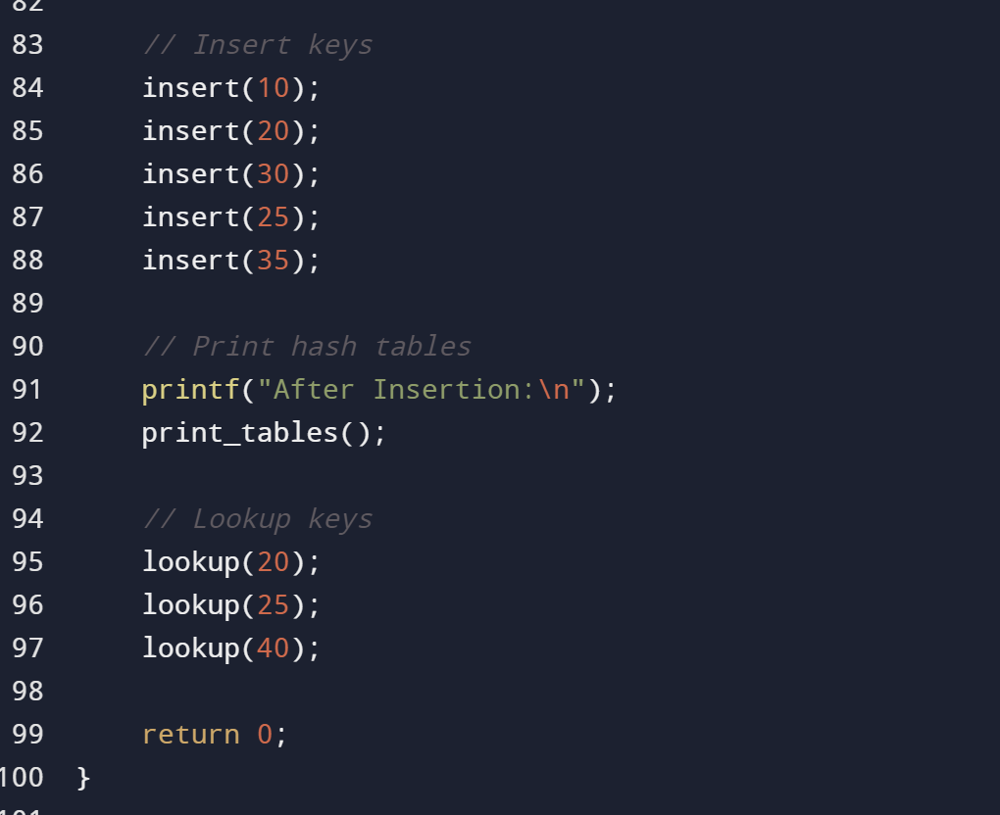 82
83 // Insert keys
84 insert(10);
85 insert(20);
86 insert(30);
87 insert(25);
88 insert(35);
89
90 // Print hash tables
91 printf("After Insertion:\n");
92 print_tables();
93
94 // Lookup keys
95 lookup(20);
96 lookup(25);
97 lookup(40);
98
99 return 0;
100 }
101